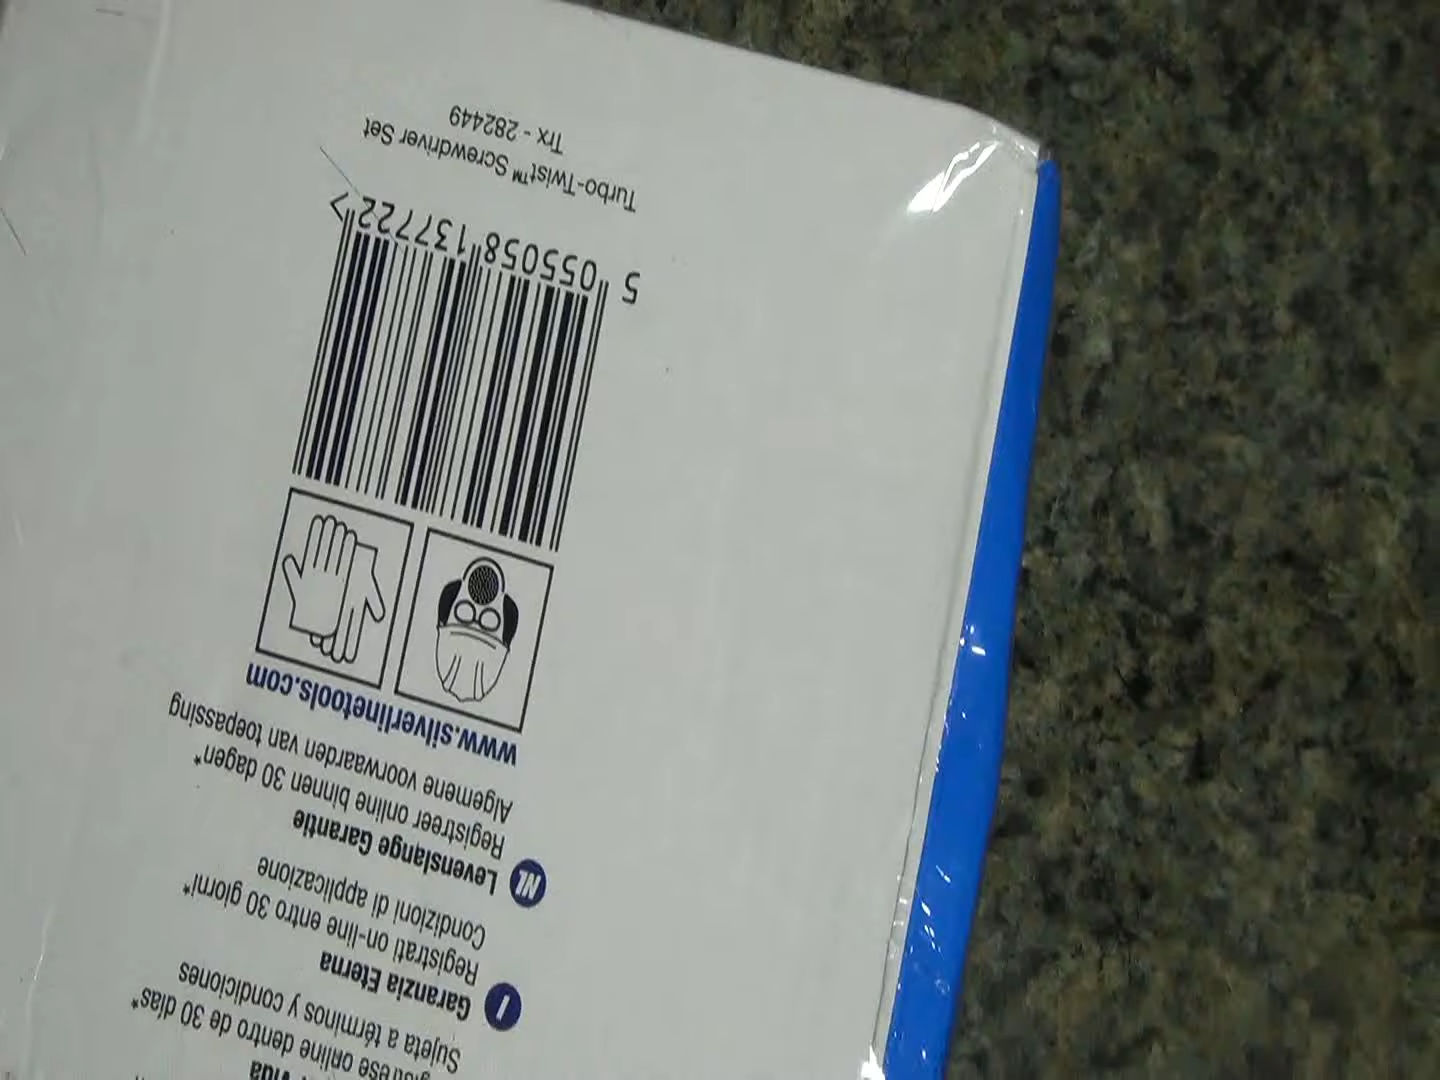 Vida
ístrese online dentro de 30 días*
Sujeta a términos y condiciones
I Garanzia Eterna
Registrati on-line entro 30 giorni*
Condizioni di applicazione
NL Levenslange Garantie
Registreer online binnen 30 dagen*
Algemene voorwaarden van toepassing
www.silverlinetools.com
5 055058 137722 >
Turbo-Twist™ Screwdriver Set
Trx - 282449